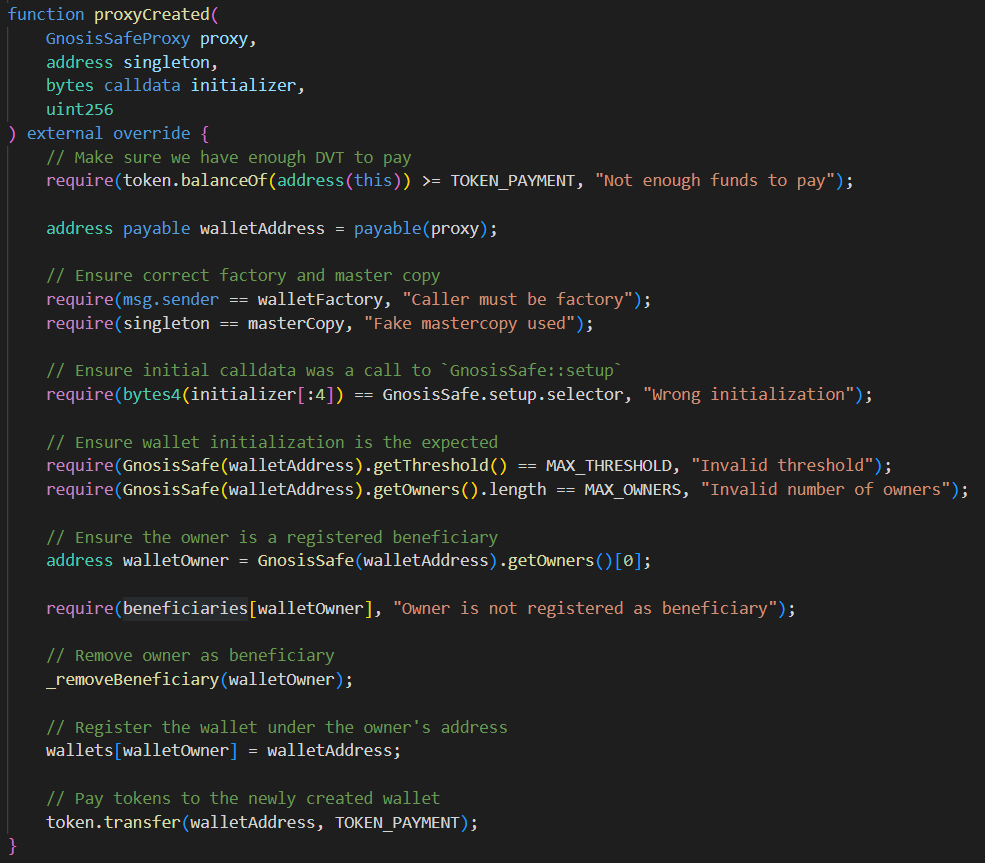 function proxyCreated(
    GnosisSafeProxy proxy,
    address singleton,
    bytes calldata initializer,
    uint256
) external override {
    // Make sure we have enough DVT to pay
    require(token.balanceOf(address(this)) >= TOKEN_PAYMENT, "Not enough funds to pay");

    address payable walletAddress = payable(proxy);

    // Ensure correct factory and master copy
    require(msg.sender == walletFactory, "Caller must be factory");
    require(singleton == masterCopy, "Fake mastercopy used");

    // Ensure initial calldata was a call to `GnosisSafe::setup`
    require(bytes4(initializer[:4]) == GnosisSafe.setup.selector, "Wrong initialization");

    // Ensure wallet initialization is the expected
    require(GnosisSafe(walletAddress).getThreshold() == MAX_THRESHOLD, "Invalid threshold");
    require(GnosisSafe(walletAddress).getOwners().length == MAX_OWNERS, "Invalid number of owners");

    // Ensure the owner is a registered beneficiary
    address walletOwner = GnosisSafe(walletAddress).getOwners()[0];

    require(beneficiaries[walletOwner], "Owner is not registered as beneficiary");

    // Remove owner as beneficiary
    _removeBeneficiary(walletOwner);

    // Register the wallet under the owner's address
    wallets[walletOwner] = walletAddress;

    // Pay tokens to the newly created wallet
    token.transfer(walletAddress, TOKEN_PAYMENT);
}